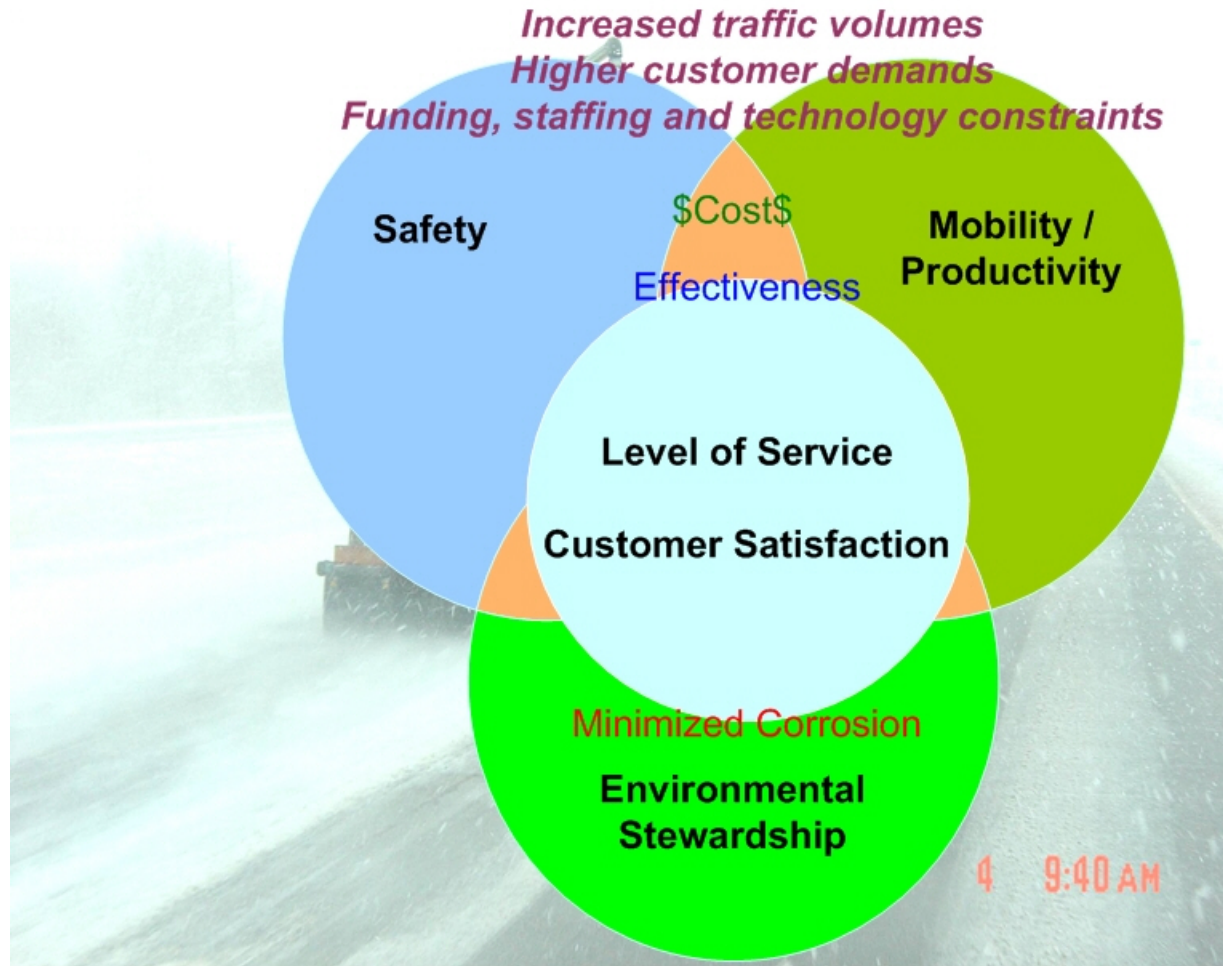 Increased traffic volumes
Higher customer demands
Funding, staffing and technology constraints
$Cost$
Safety
Mobility /
Productivity
Effectiveness
Level of Service
Customer Satisfaction
Minimized Corrosion
Environmental
Stewardship
4 9:40 AM